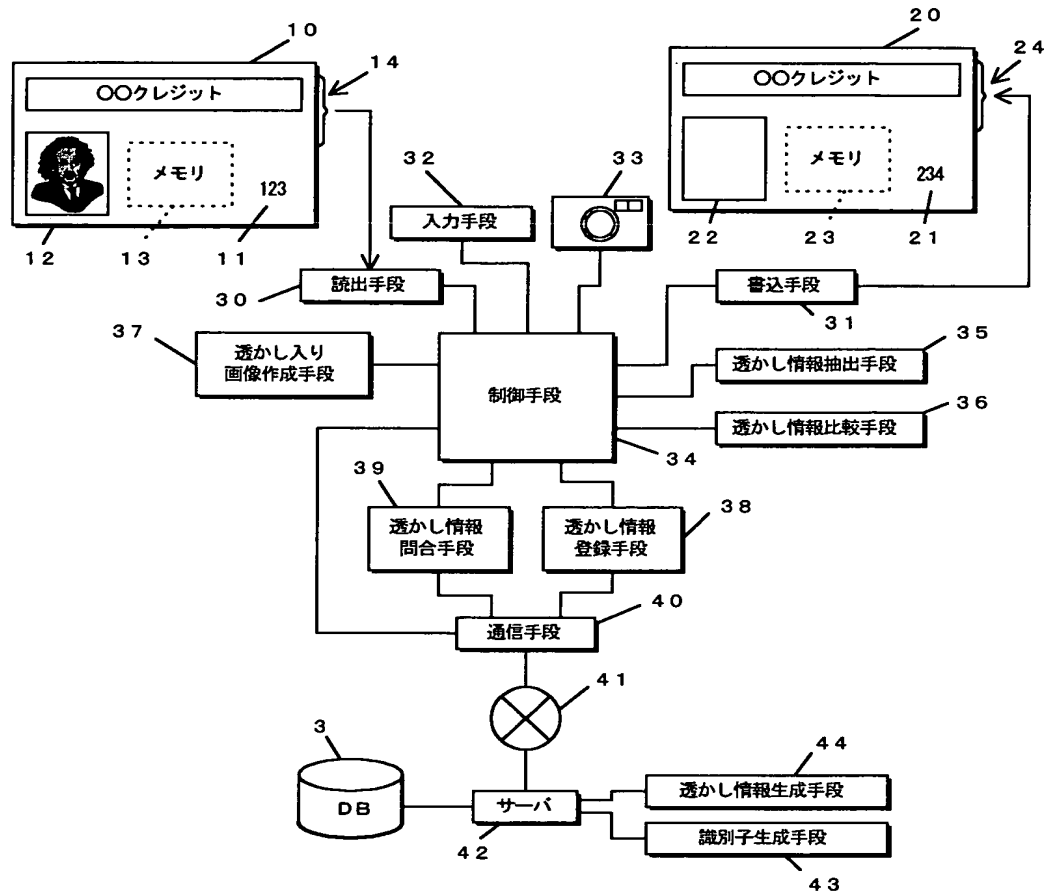 10
14
○○クレジット
メモリ
123
12
13
11
20
24
○○クレジット
メモリ
234
22
23
21
32
入力手段
33
30
読出手段
書込手段
31
37
透かし入り
画像作成手段
制御手段
34
35
透かし情報抽出手段
36
透かし情報比較手段
39
透かし情報
問合手段
38
透かし情報
登録手段
40
通信手段
41
3
DB
サーバ
42
44
透かし情報生成手段
識別子生成手段
43